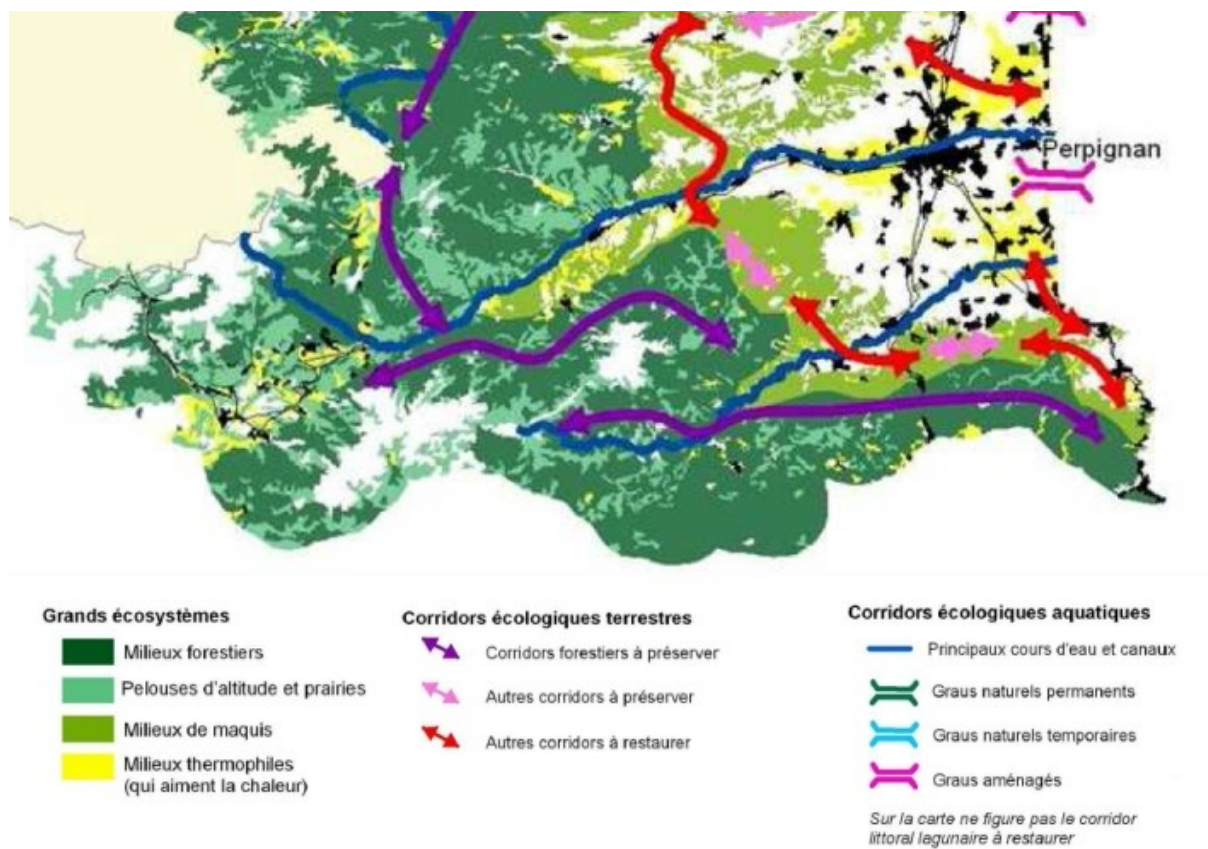 Perpignan
Grands écosystèmes
Milieux forestiers
Pelouses d'altitude et prairies
Milieux de maquis
Milieux thermophiles
(qui aiment la chaleur)
Corridors écologiques terrestres
Corridors forestiers à préserver
Autres corridors à préserver
Autres corridors à restaurer
Corridors écologiques aquatiques
Principaux cours d'eau et canaux
Graus naturels permanents
Graus naturels temporaires
Graus aménagés
Sur la carte ne figure pas le corridor
littoral lagunaire à restaurer